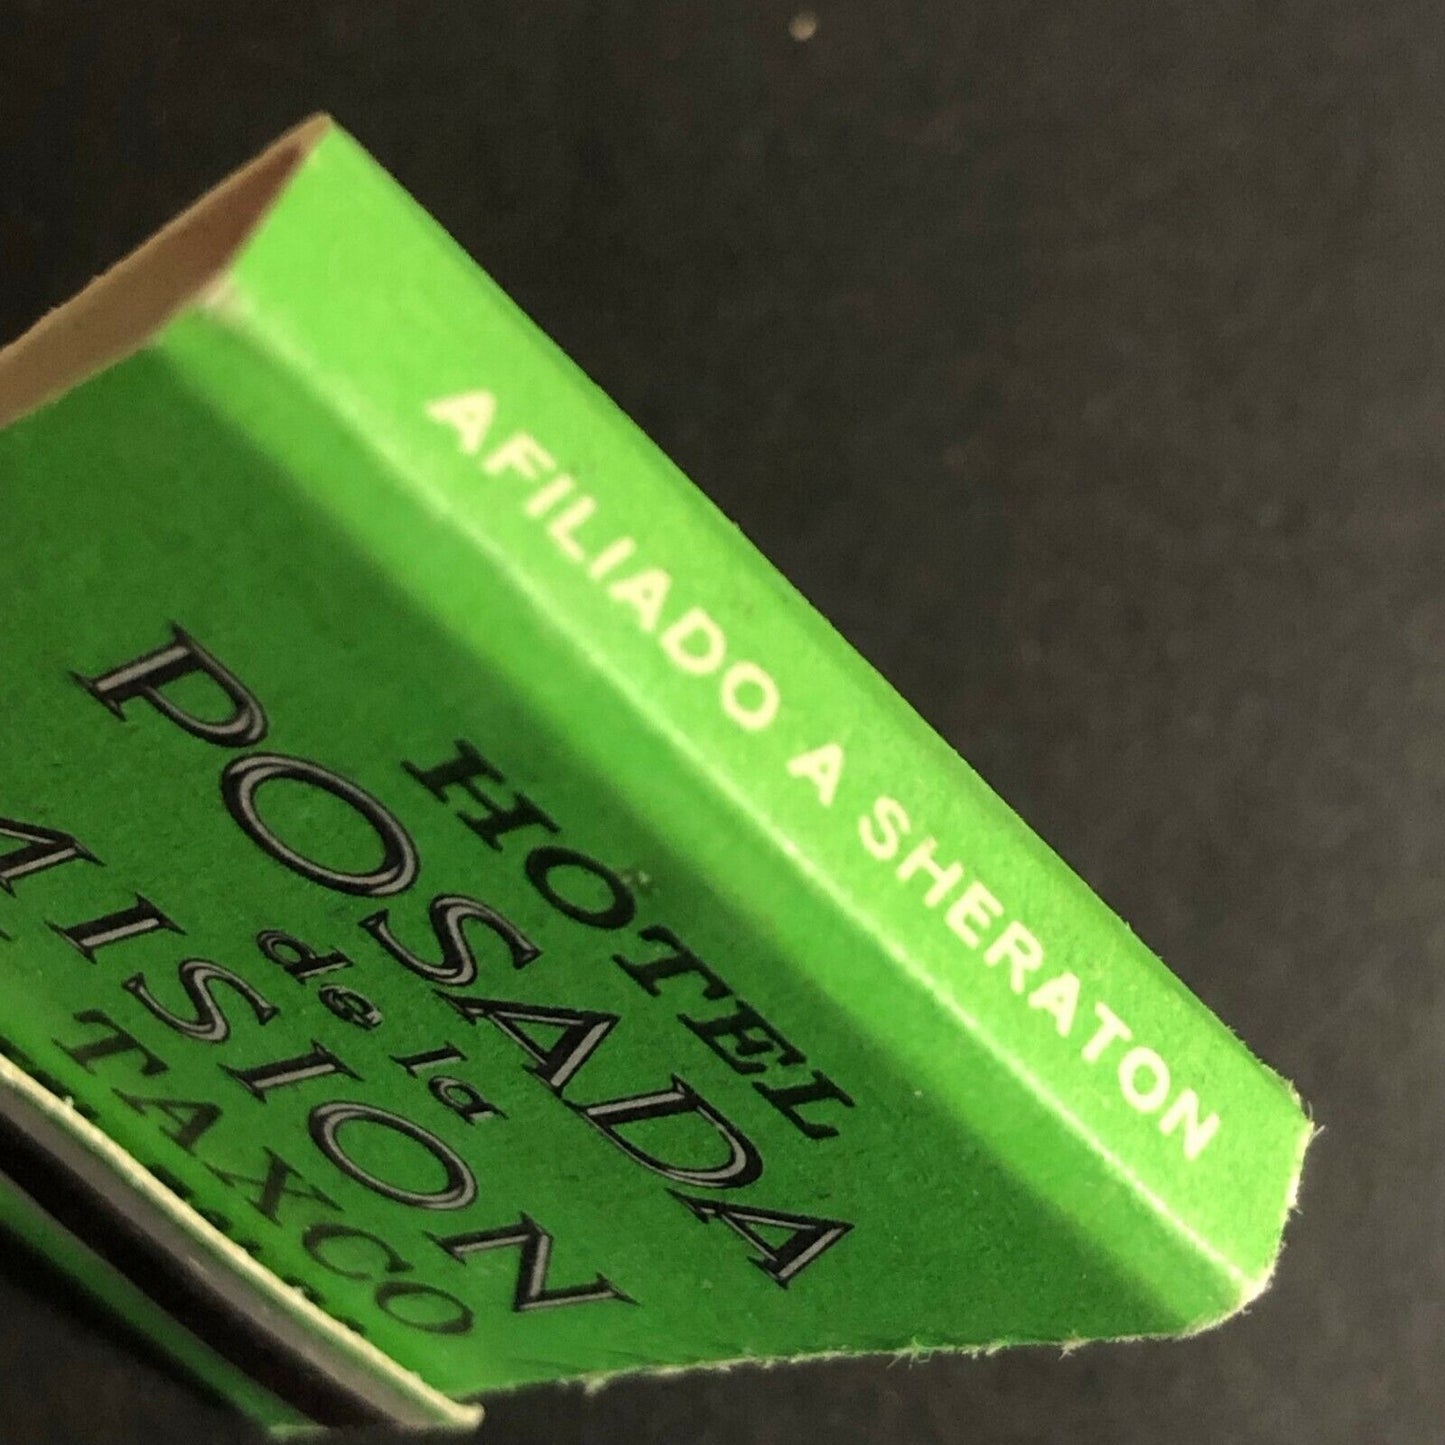 AFILIADO A SHERATON
HOTEL
POSADA
de la
MISION
TAXCO